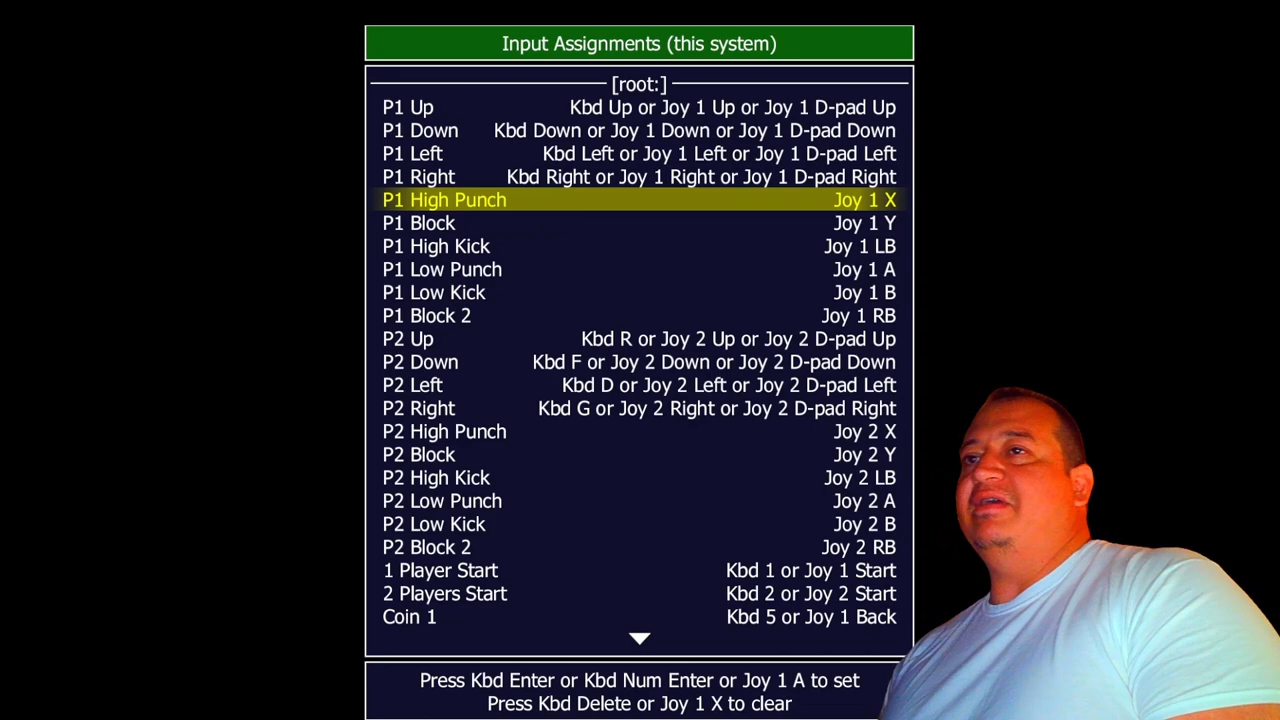 Input Assignments (this system)
[root:]
P1 Up Kbd Up or Joy 1 Up or Joy 1 D-pad Up
P1 Down Kbd Down or Joy 1 Down or Joy 1 D-pad Down
P1 Left Kbd Left or Joy 1 Left or Joy 1 D-pad Left
P1 Right Kbd Right or Joy 1 Right or Joy 1 D-pad Right
P1 High Punch Joy 1 X
P1 Block Joy 1 Y
P1 High Kick Joy 1 LB
P1 Low Punch Joy 1 A
P1 Low Kick Joy 1 B
P1 Block 2 Joy 1 RB
P2 Up Kbd R or Joy 2 Up or Joy 2 D-pad Up
P2 Down Kbd F or Joy 2 Down or Joy 2 D-pad Down
P2 Left Kbd D or Joy 2 Left or Joy 2 D-pad Left
P2 Right Kbd G or Joy 2 Right or Joy 2 D-pad Right
P2 High Punch Joy 2 X
P2 Block Joy 2 Y
P2 High Kick Joy 2 LB
P2 Low Punch Joy 2 A
P2 Low Kick Joy 2 B
P2 Block 2 Joy 2 RB
1 Player Start Kbd 1 or Joy 1 Start
2 Players Start Kbd 2 or Joy 2 Start
Coin 1 Kbd 5 or Joy 1 Back
Press Kbd Enter or Kbd Num Enter or Joy 1 A to set
Press Kbd Delete or Joy 1 X to clear